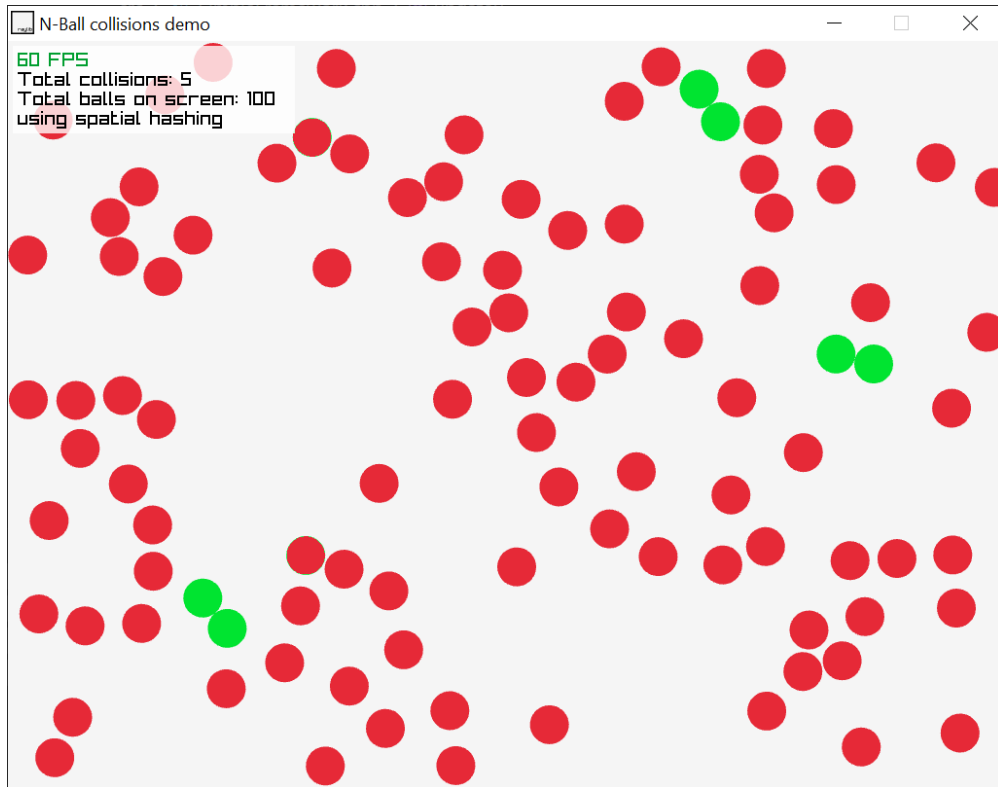 N-Ball collisions demo
60 FPS
Total collisions: 5
Total balls on screen: 100
using spatial hashing